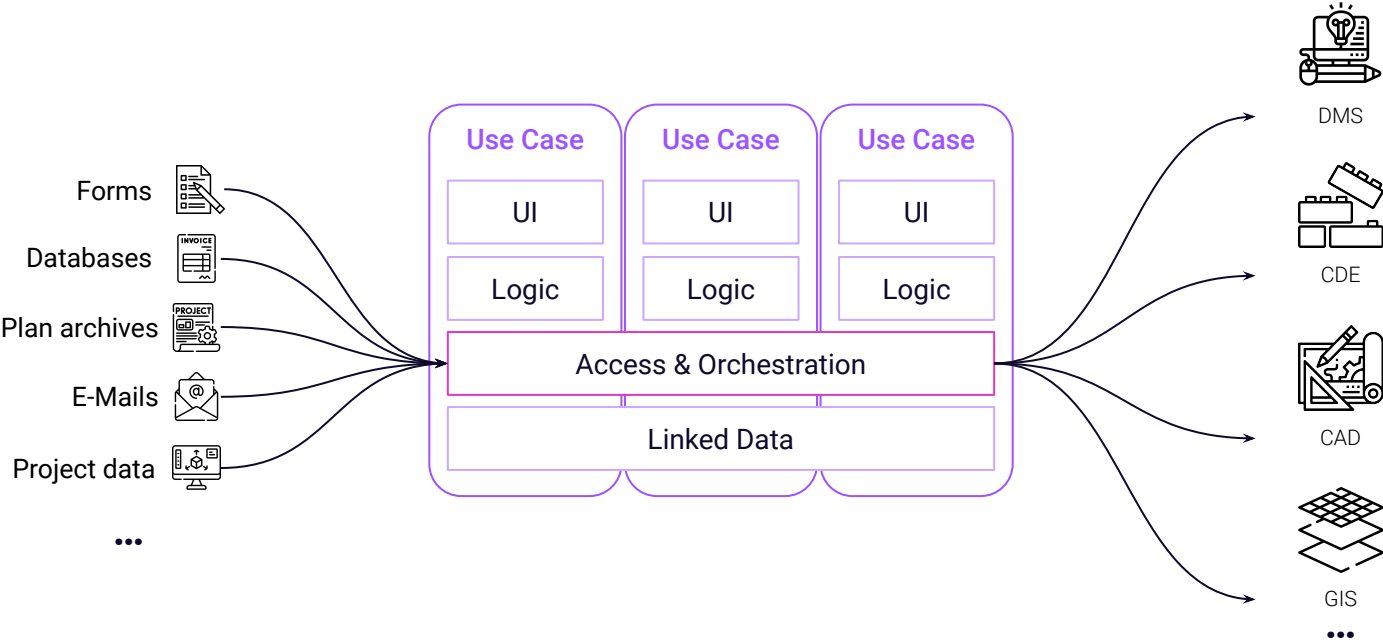 Forms
Databases
INVOICE
Plan archives
PROJECT
E-Mails
@
Project data
...
Use Case
Use Case
Use Case
UI
UI
UI
Logic
Logic
Logic
Access & Orchestration
Linked Data
DMS
CDE
CAD
GIS
...